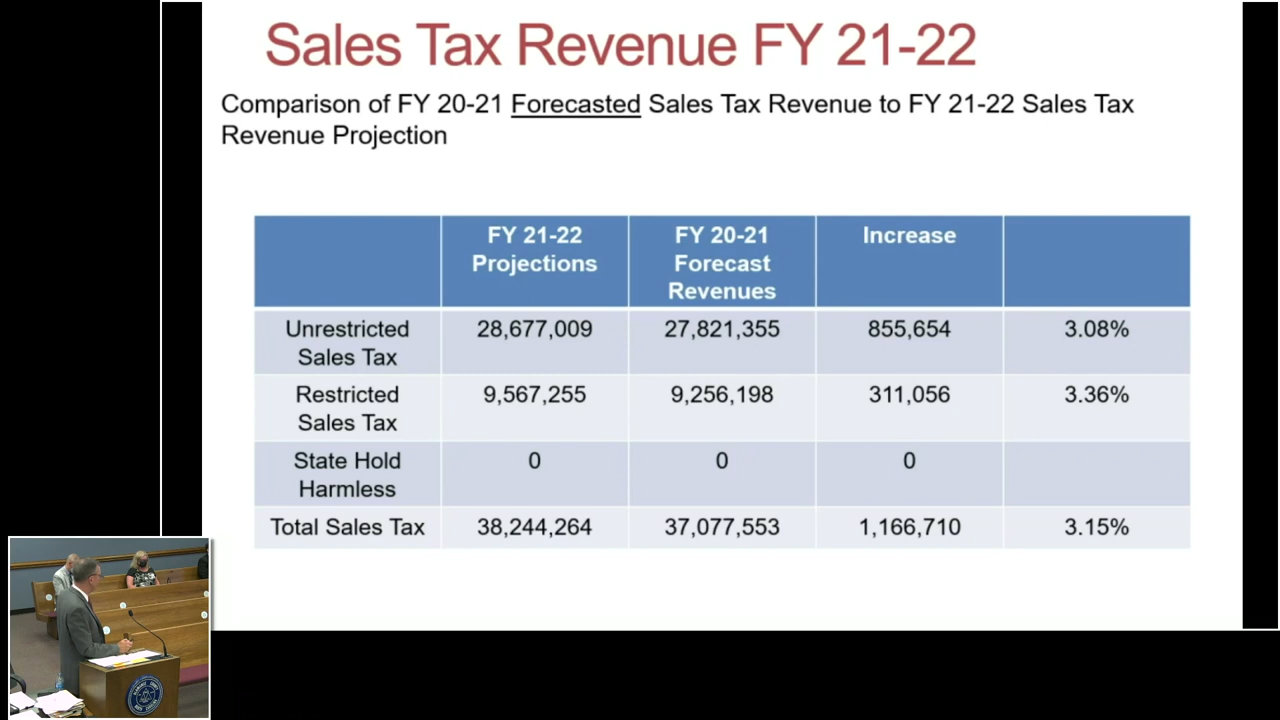 Sales Tax Revenue FY 21-22
Comparison of FY 20-21 Forecasted Sales Tax Revenue to FY 21-22 Sales Tax
Revenue Projection
FY 21-22
Projections
FY 20-21
Forecast
Revenues
Increase
Unrestricted
Sales Tax
28,677,009
27,821,355
855,654
3.08%
Restricted
Sales Tax
9,567,255
9,256,198
311,056
3.36%
State Hold
Harmless
0
0
0
Total Sales Tax
38,244,264
37,077,553
1,166,710
3.15%